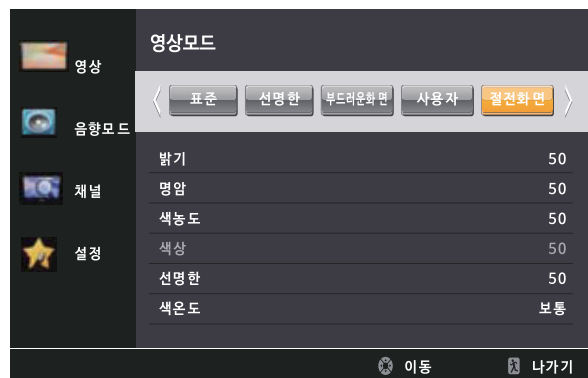 영상모드
영상
음향모드
채널
설정
표준 선명한 부드러운화면 사용자 절전화면
밝기 50
명암 50
색농도 50
색상 50
선명한 50
색온도 보통
이동 나가기